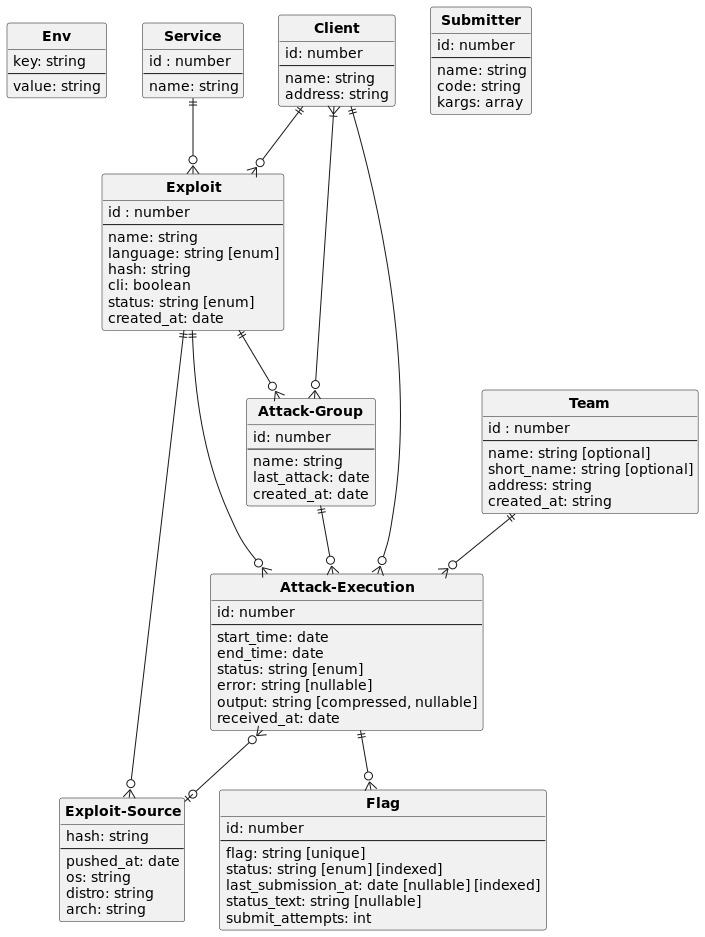 Env
key: string
value: string
Service
id : number
name: string
Client
id: number
name: string
address: string
Submitter
id: number
name: string
code: string
kargs: array
Exploit
id : number
name: string
language: string [enum]
hash: string
cli: boolean
status: string [enum]
created_at: date
Attack-Group
id: number
name: string
last_attack: date
created_at: date
Team
id : number
name: string [optional]
short_name: string [optional]
address: string
created_at: string
Attack-Execution
id: number
start_time: date
end_time: date
status: string [enum]
error: string [nullable]
output: string [compressed, nullable]
received_at: date
Exploit-Source
hash: string
pushed_at: date
os: string
distro: string
arch: string
Flag
id: number
flag: string [unique]
status: string [enum] [indexed]
last_submission_at: date [nullable] [indexed]
status_text: string [nullable]
submit_attempts: int